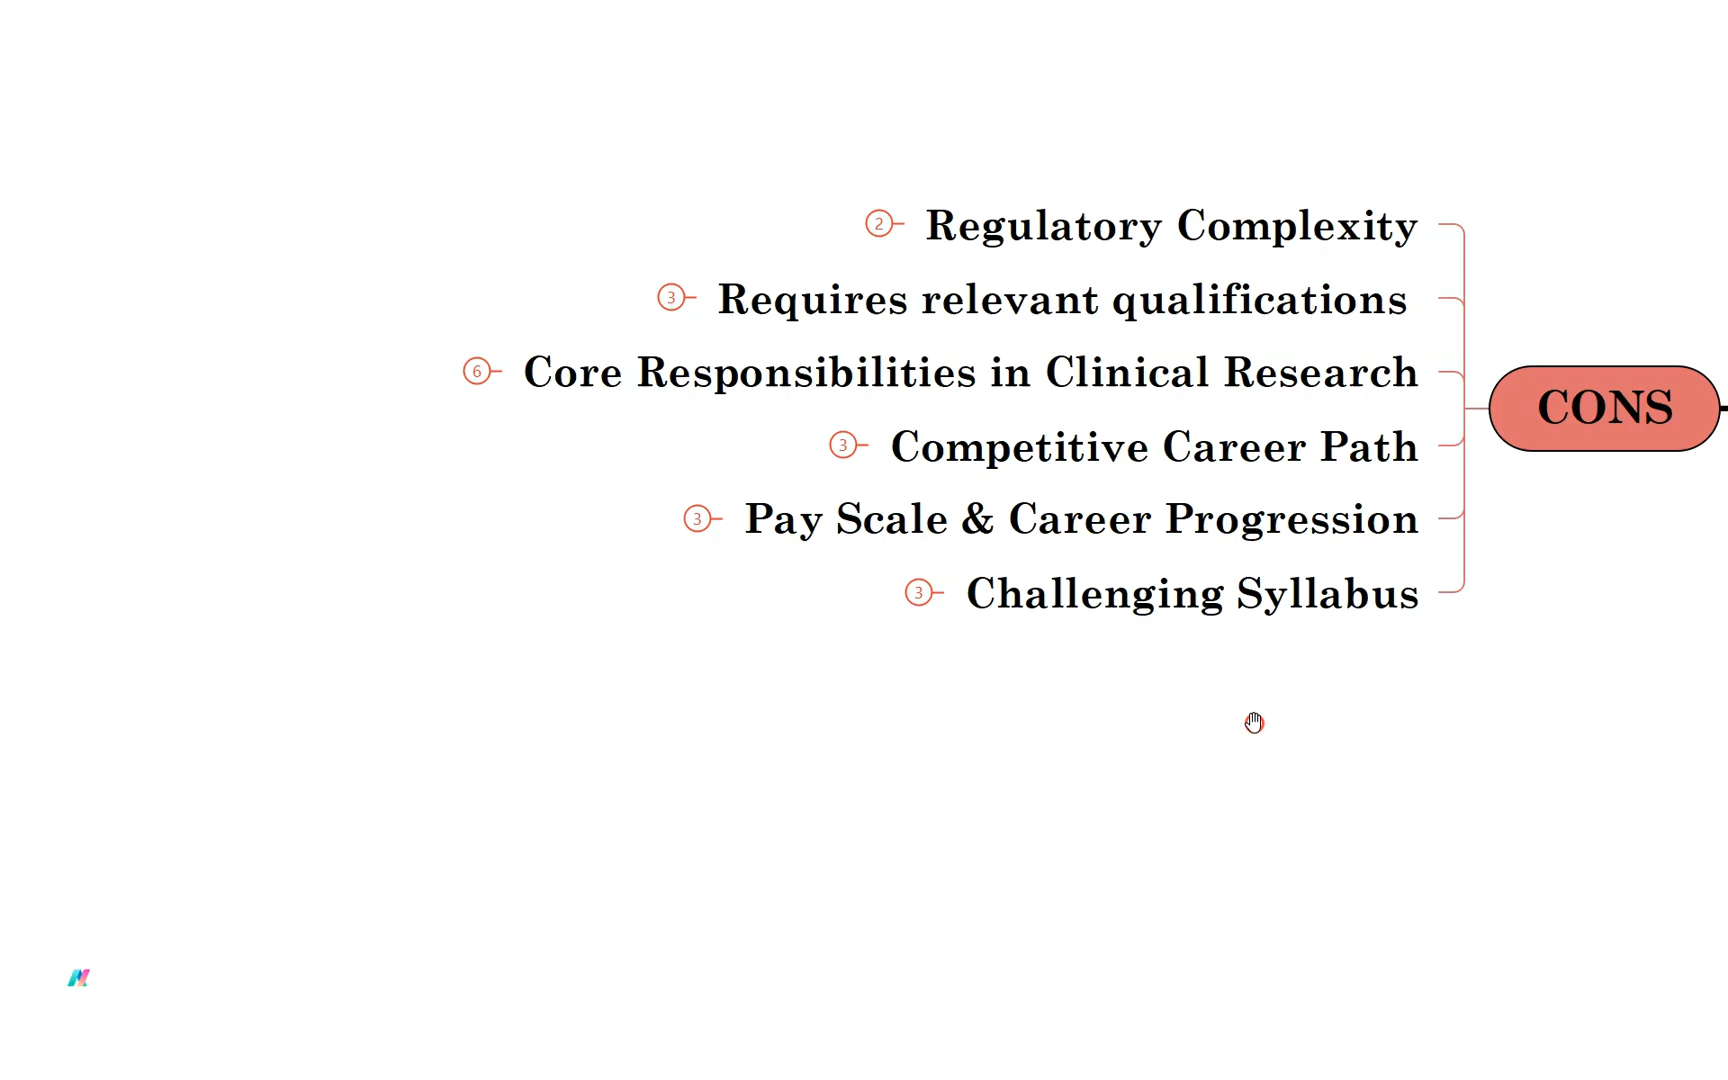 2 Regulatory Complexity
3 Requires relevant qualifications
6 Core Responsibilities in Clinical Research
CONS
3 Competitive Career Path
3 Pay Scale & Career Progression
3 Challenging Syllabus